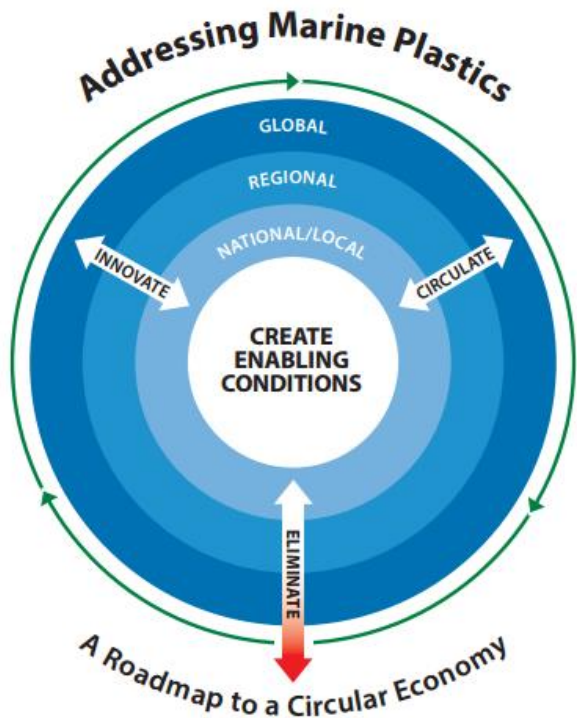 Addressing Marine Plastics
GLOBAL
REGIONAL
NATIONAL/LOCAL
INNOVATE
CIRCULATE
CREATE
ENABLING
CONDITIONS
ELIMINATE
A Roadmap to a Circular Economy